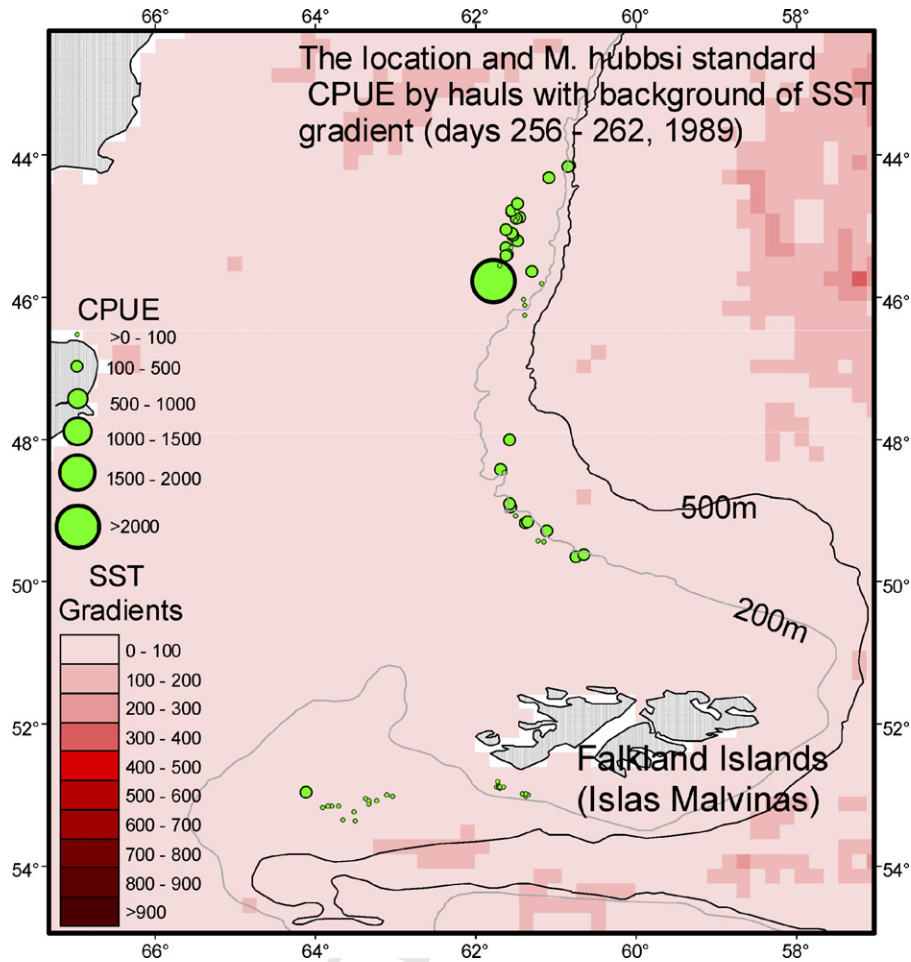 66° 64° 62° 60° 58°
The location and M. hubbsi standard
CPUE by hauls with background of SST
gradient (days 256 - 262, 1989)
44° 44°
46° 46°
CPUE
>0 - 100
100 - 500
500 - 1000
1000 - 1500
1500 - 2000
>2000
48° 48°
500m
50° 50°
200m
SST
Gradients
0 - 100
100 - 200
200 - 300
300 - 400
400 - 500
500 - 600
600 - 700
700 - 800
800 - 900
>900
52° 52°
Falkland Islands
(Islas Malvinas)
54° 54°
66° 64° 62° 60° 58°